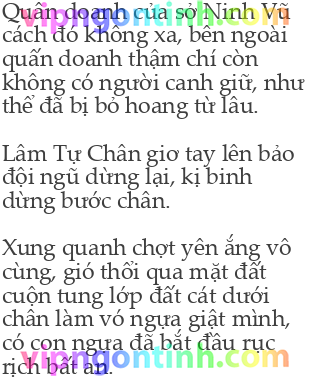 Quân doanh của sở Ninh Vũ
cách đó không xa, bên ngoài
quấn doanh thậm chí còn
không có người canh giữ, như
thể đã bị bỏ hoang từ lâu.
Lâm Tự Chân giơ tay lên bảo
đội ngũ dừng lại, kị binh
dừng bước chân.
Xung quanh chợt yên ắng vô
cùng, gió thổi qua mặt đất
cuộn tung lớp đất cát dưới
chân làm vó ngựa giật mình,
có con ngựa đã bắt đầu rục
rịch bất an.
vipngontinh.com
vipngontinh.com